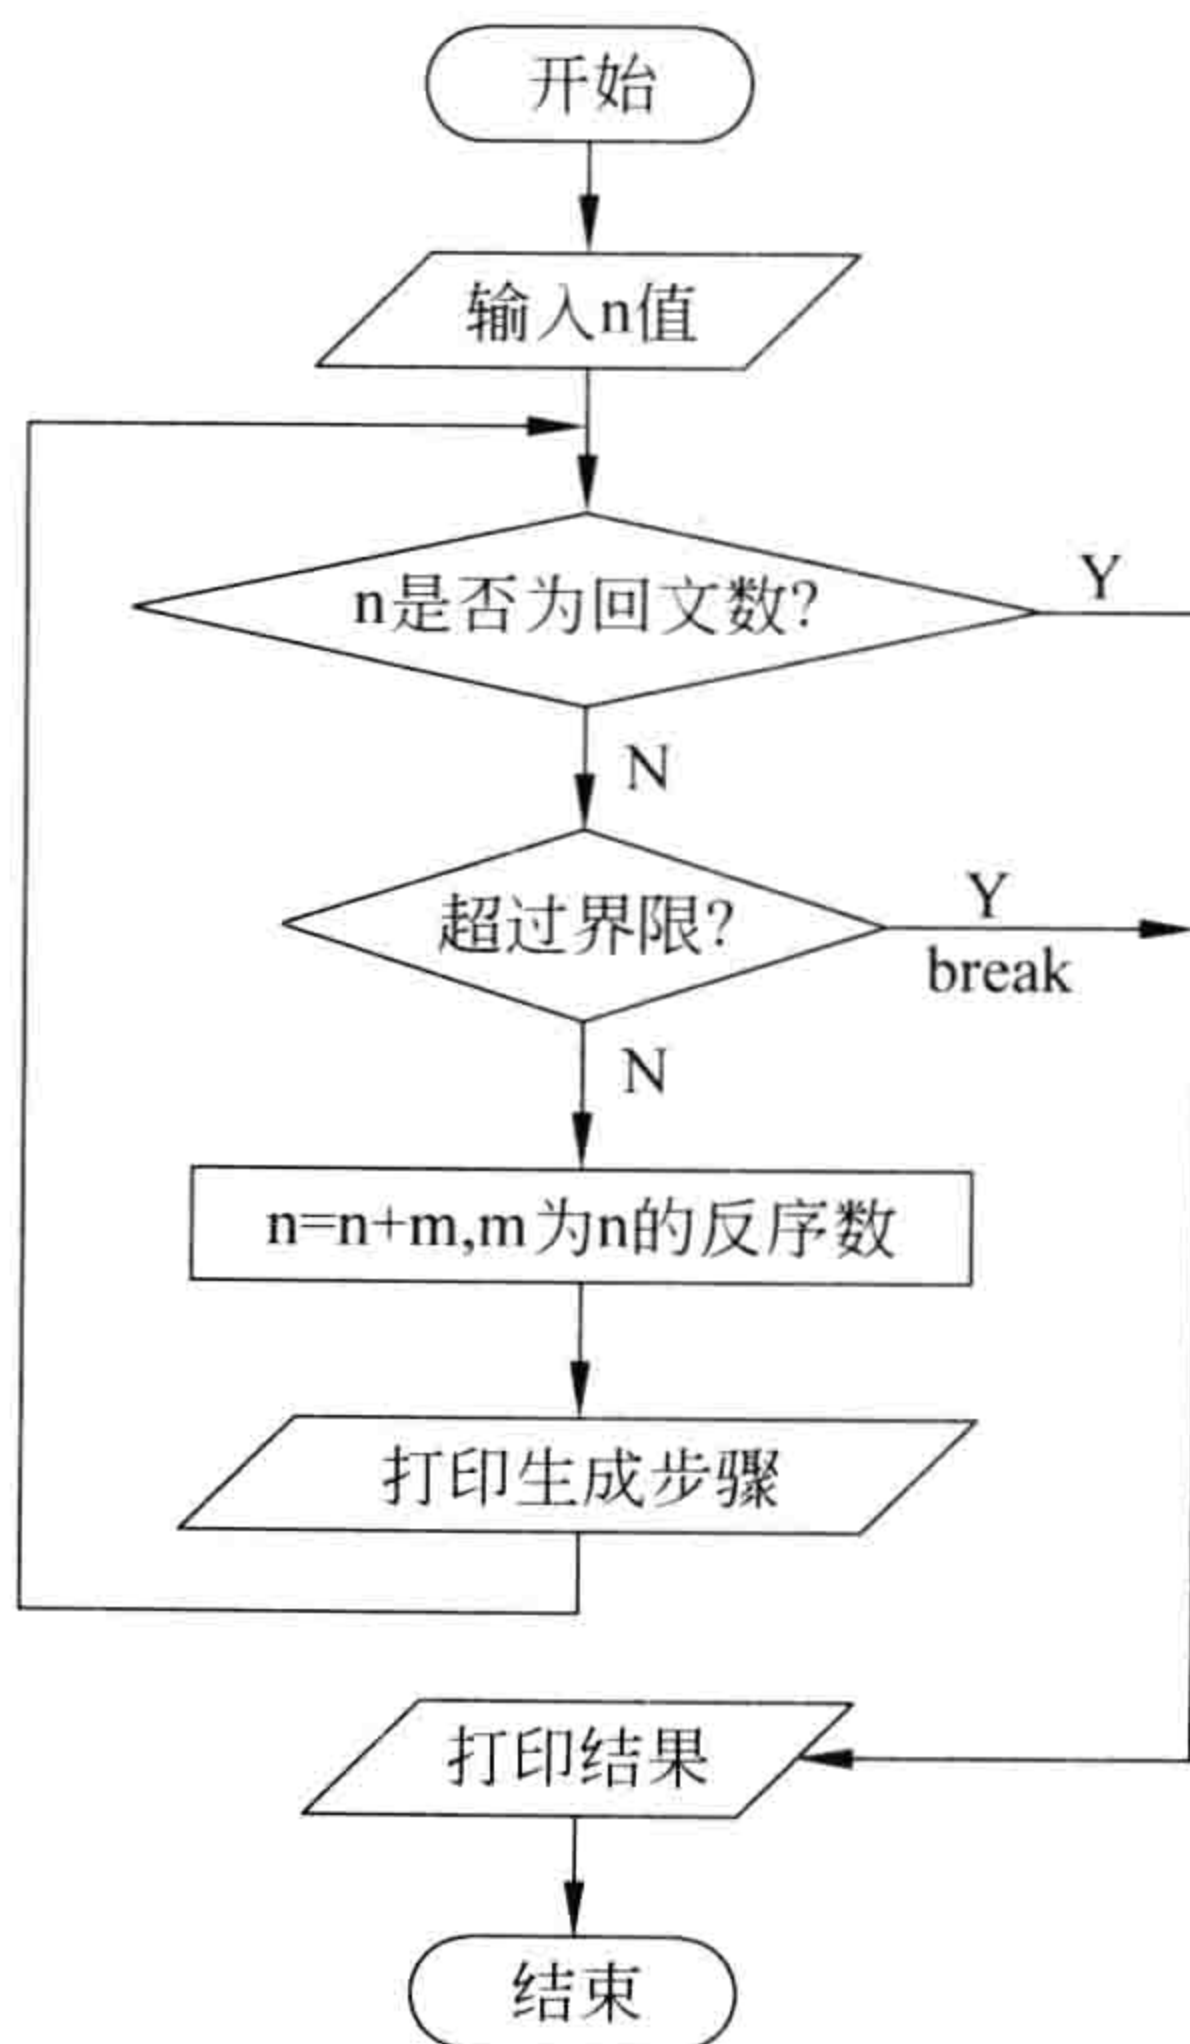 开始
输入n值
n是否为回文数?
Y
N
超过界限?
Y
break
N
n=n+m,m为n的反序数
打印生成步骤
打印结果
结束